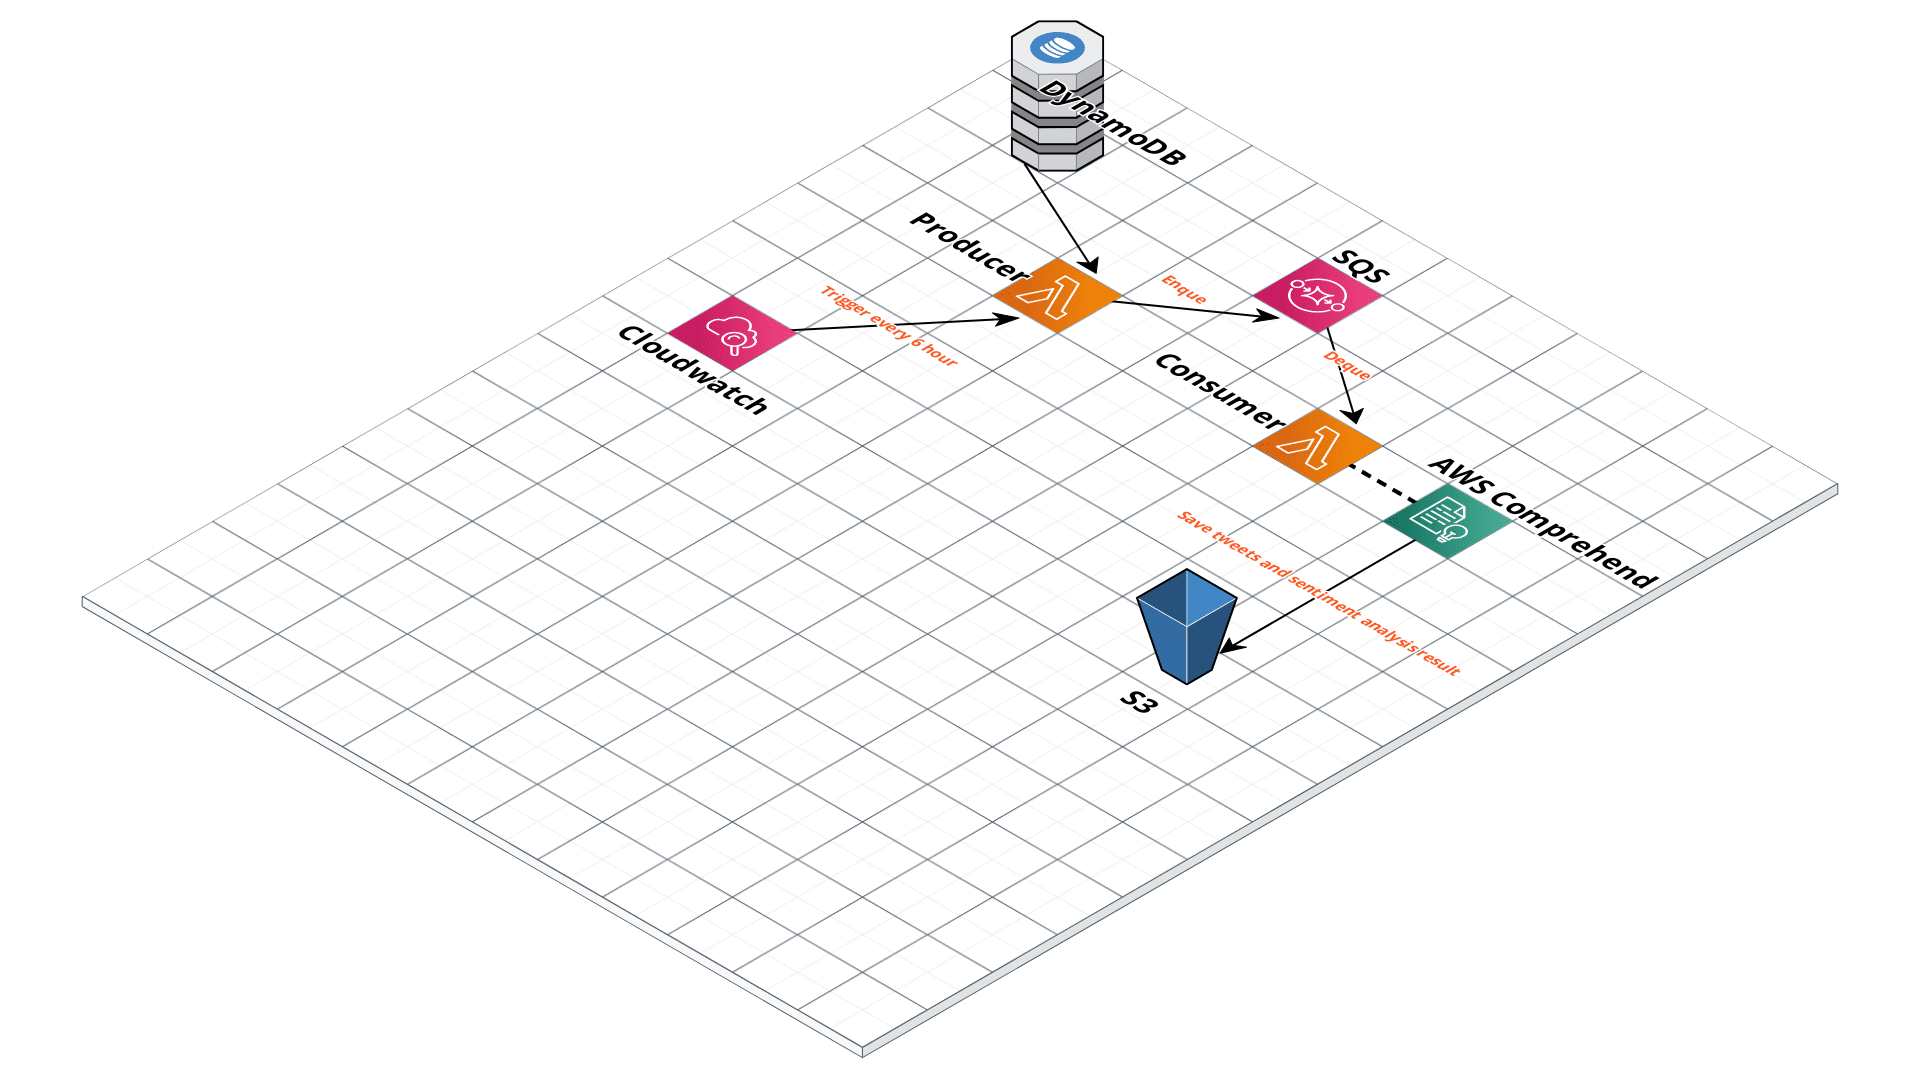 DynamoDB
Producer
SQS
Enque
Trigger every 6 hour
Cloudwatch
Deque
Consumer
AWS Comprehend
Save tweets and sentiment analysis result
S3